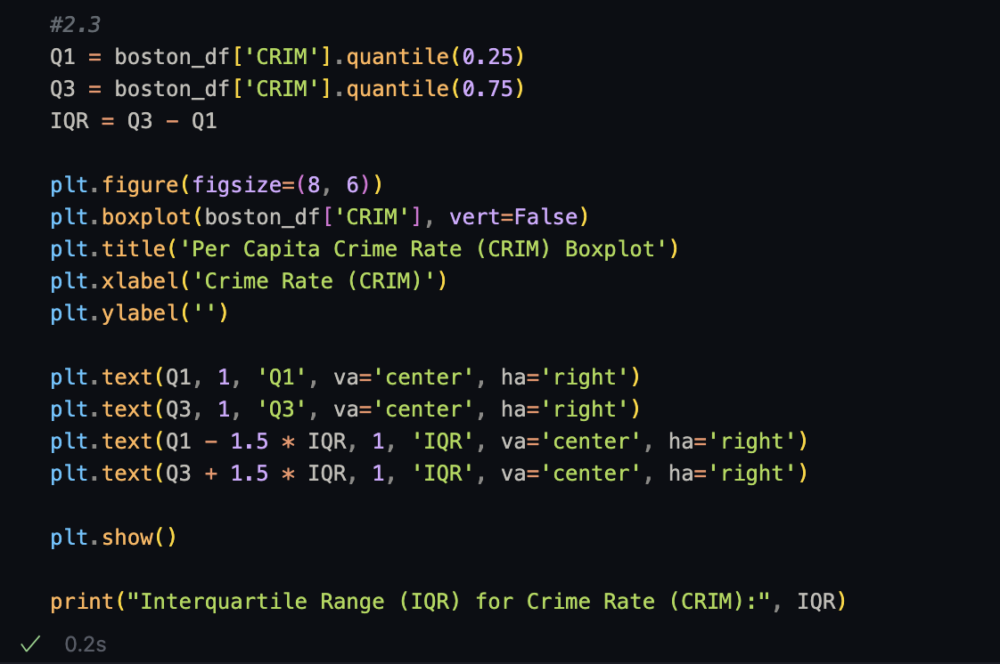 #2.3
Q1 = boston_df['CRIM'].quantile(0.25)
Q3 = boston_df['CRIM'].quantile(0.75)
IQR = Q3 - Q1
plt.figure(figsize=(8, 6))
plt.boxplot(boston_df['CRIM'], vert=False)
plt.title('Per Capita Crime Rate (CRIM) Boxplot')
plt.xlabel('Crime Rate (CRIM)')
plt.ylabel('')
plt.text(Q1, 1, 'Q1', va='center', ha='right')
plt.text(Q3, 1, 'Q3', va='center', ha='right')
plt.text(Q1 - 1.5 * IQR, 1, 'IQR', va='center', ha='right')
plt.text(Q3 + 1.5 * IQR, 1, 'IQR', va='center', ha='right')
plt.show()
print("Interquartile Range (IQR) for Crime Rate (CRIM):", IQR)
0.2s